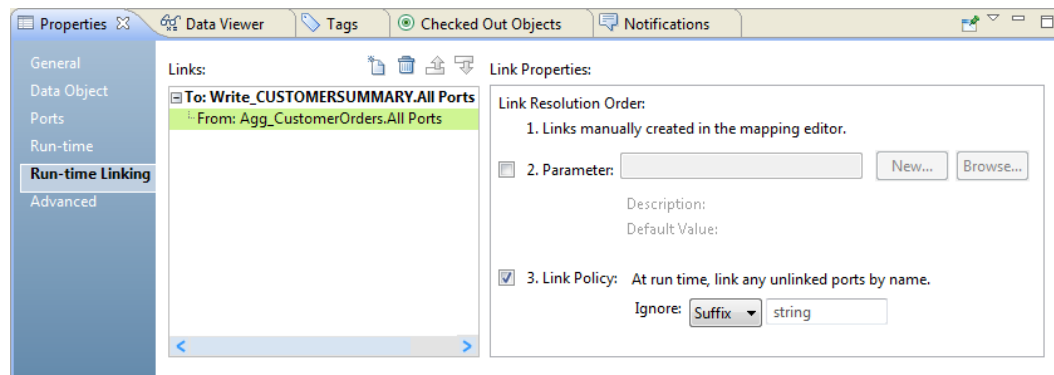 Properties Data Viewer Tags Checked Out Objects Notifications
General
Data Object
Ports
Run-time
Run-time Linking
Advanced
Links:
To: Write_CUSTOMERSUMMARY.All Ports
From: Agg_CustomerOrders.All Ports
Link Properties:
Link Resolution Order:
1. Links manually created in the mapping editor.
2. Parameter: New... Browse...
Description:
Default Value:
3. Link Policy: At run time, link any unlinked ports by name.
Ignore: Suffix string